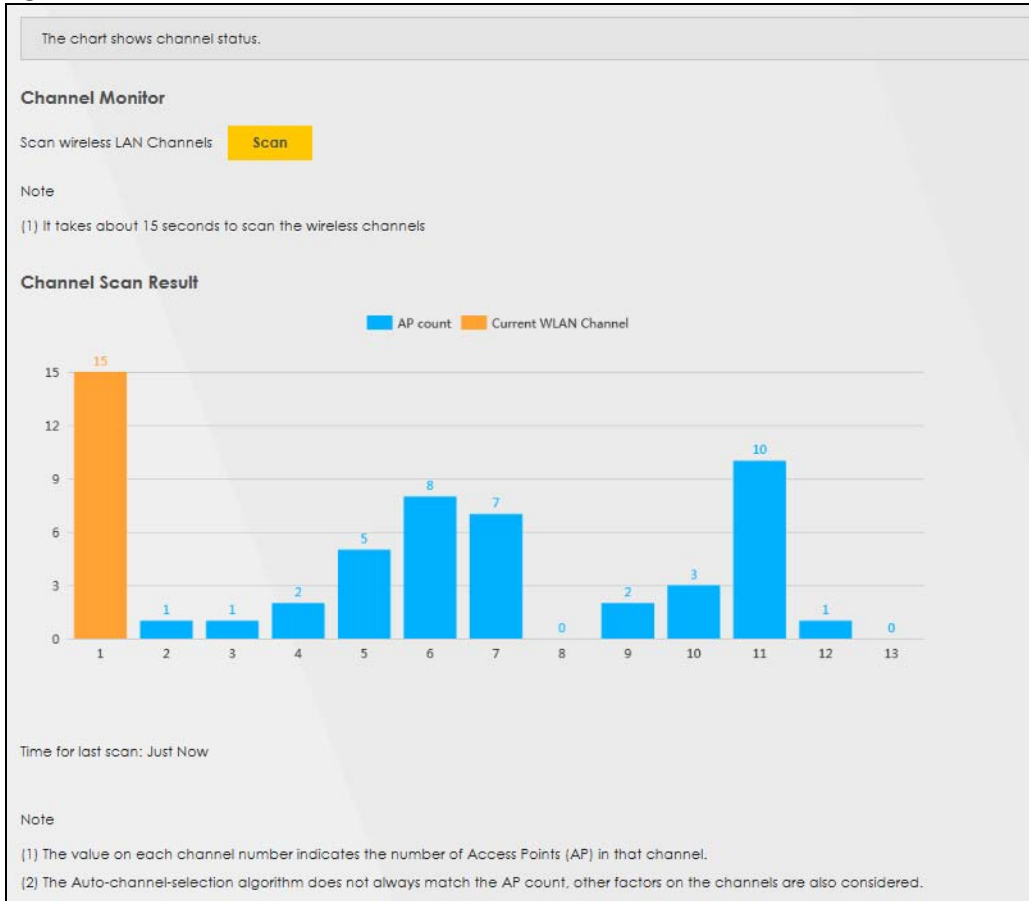 The chart shows channel status.
Channel Monitor
Scan wireless LAN Channels Scan
Note
(1) It takes about 15 seconds to scan the wireless channels
Channel Scan Result
AP count Current WLAN Channel
15
12
9
6
3
0
15
1
1
2
5
8
7
0
2
3
10
1
0
1 2 3 4 5 6 7 8 9 10 11 12 13
Time for last scan: Just Now
Note
(1) The value on each channel number indicates the number of Access Points (AP) in that channel.
(2) The Auto-channel-selection algorithm does not always match the AP count, other factors on the channels are also considered.